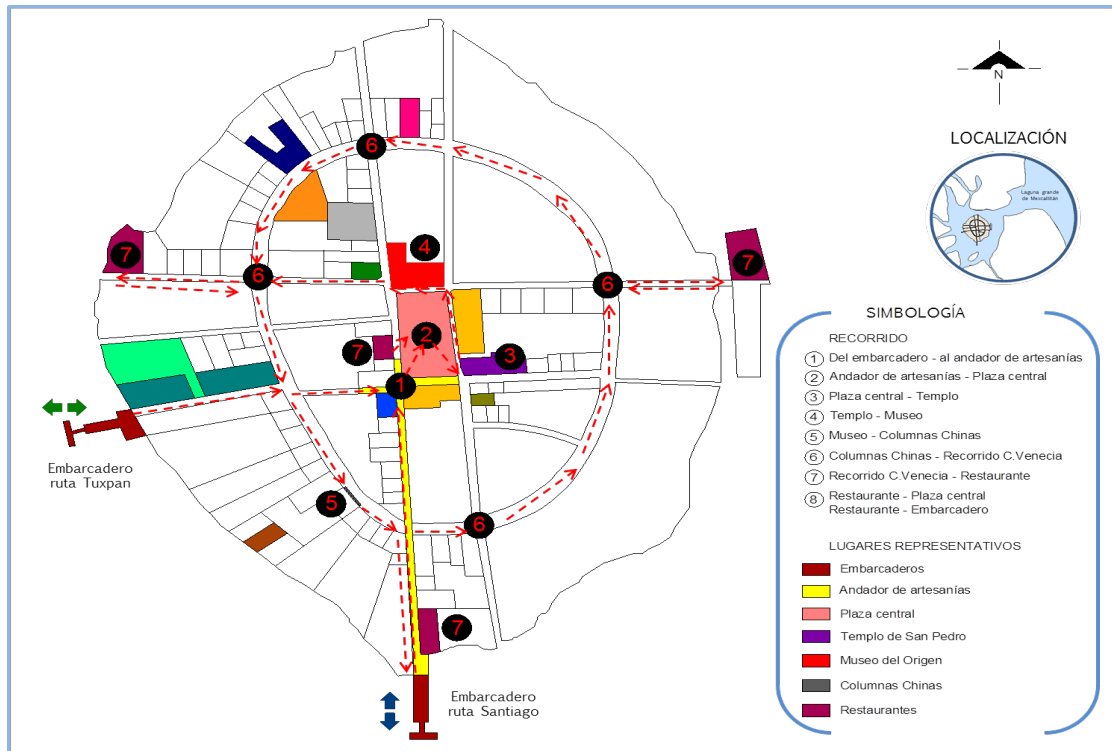 N
LOCALIZACIÓN
Laguna grande
de Mexcaltitán
6
4
7
6
6
7
2
7
3
1
5
6
7
Embarcadero
ruta Tuxpan
Embarcadero
ruta Santiago
SIMBOLOGÍA
RECORRIDO
1 Del embarcadero - al andador de artesanías
2 Andador de artesanías - Plaza central
3 Plaza central - Templo
4 Templo - Museo
5 Museo - Columnas Chinas
6 Columnas Chinas - Recorrido C.Venecia
7 Recorrido C.Venecia - Restaurante
8 Restaurante - Plaza central
Restaurante - Embarcadero
LUGARES REPRESENTATIVOS
Embarcaderos
Andador de artesanías
Plaza central
Templo de San Pedro
Museo del Origen
Columnas Chinas
Restaurantes